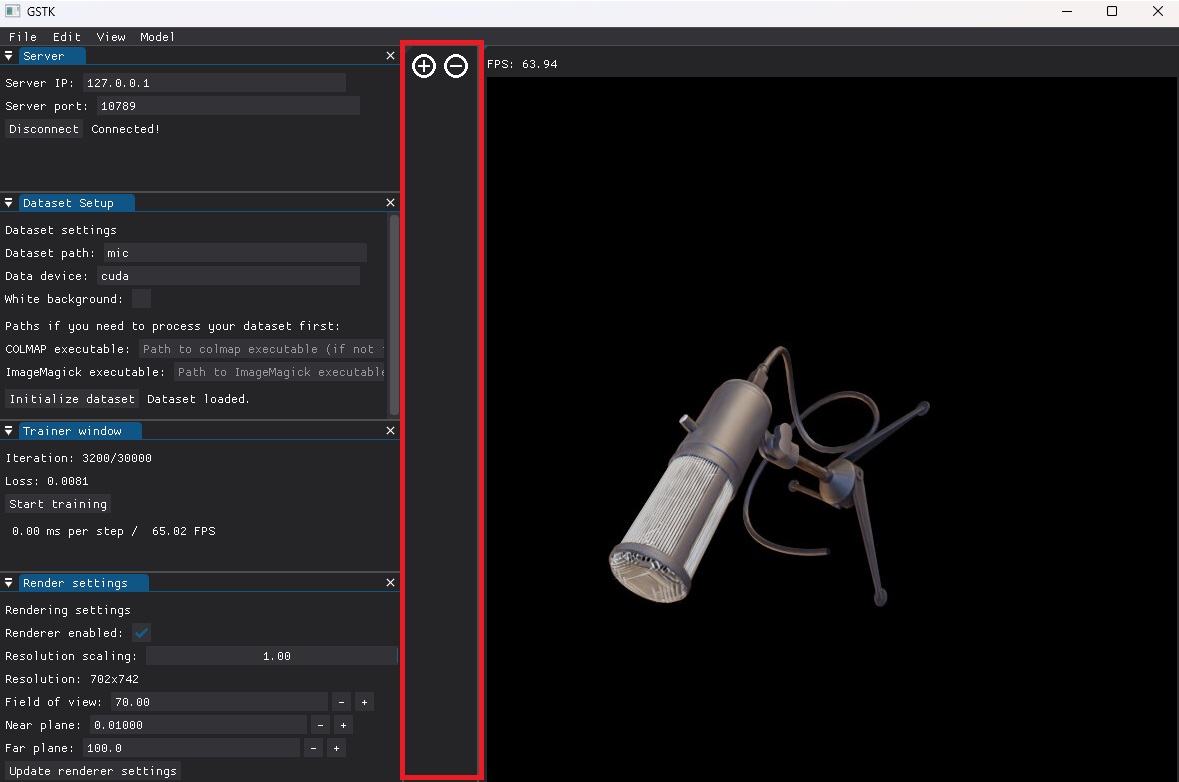 GSTK
File Edit View Model
Server
Server IP: 127.0.0.1
Server port: 10789
Disconnect Connected!
FPS: 63.94
Dataset Setup
Dataset settings
Dataset path: mic
Data device: cuda
White background:
Paths if you need to process your dataset first:
COLMAP executable: Path to colmap executable (if not
ImageMagick executable: Path to ImageMagick executable
Initialize dataset Dataset loaded.
Trainer window
Iteration: 3200/30000
Loss: 0.0081
Start training
0.00 ms per step / 65.02 FPS
Render settings
Rendering settings
Renderer enabled:
Resolution scaling: 1.00
Resolution: 702x742
Field of view: 70.00 - +
Near plane: 0.01000 - +
Far plane: 100.0 - +
Update renderer settings